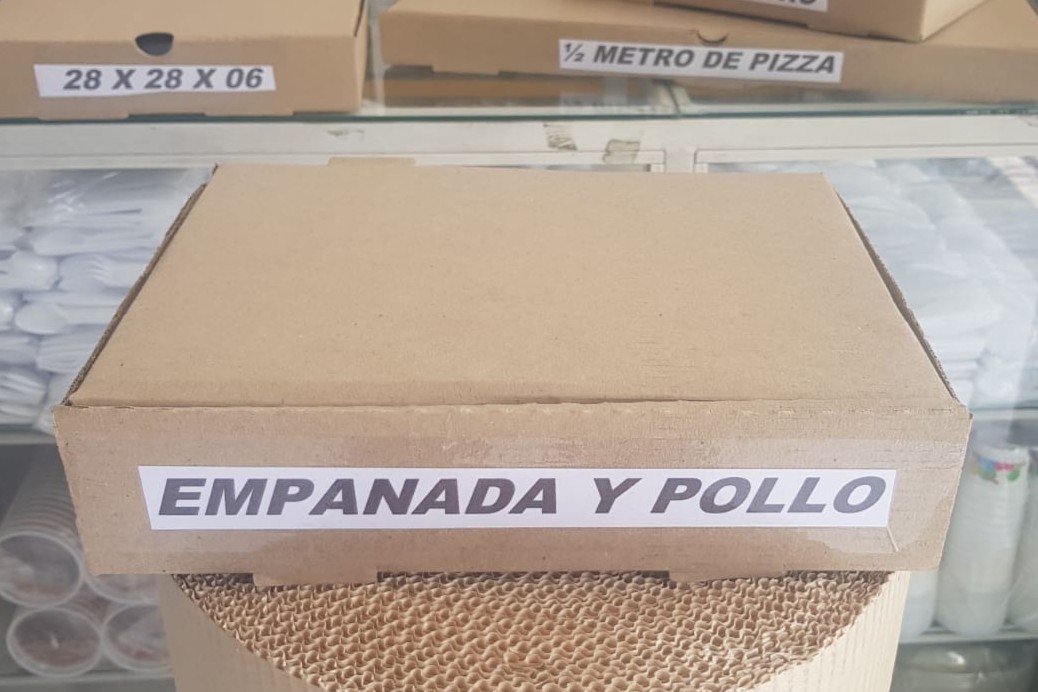 28 X 28 X 06
½ METRO DE PIZZA
EMPANADA Y POLLO